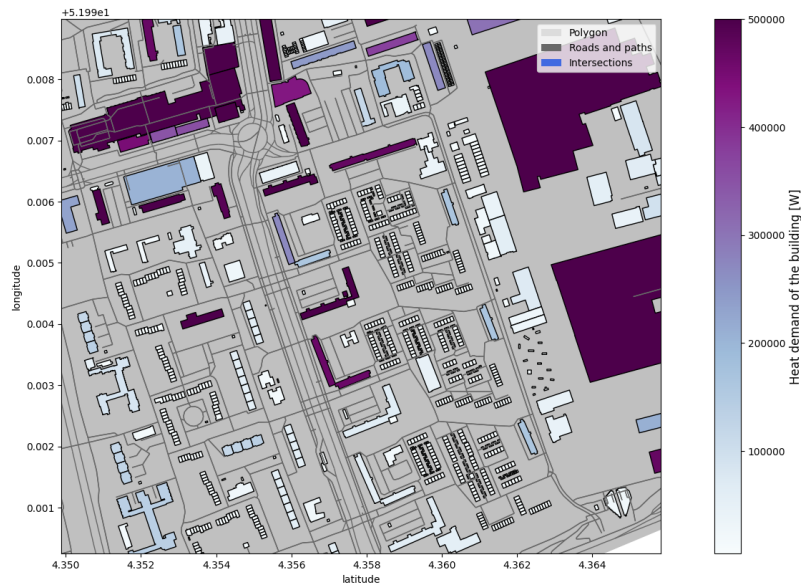 +5.199e1
500000
Polygon
Roads and paths
Intersections
0.008
0.007
400000
0.006
0.005
300000
Heat demand of the building [W]
longitude
0.004
0.003
200000
0.002
0.001
100000
4.350 4.352 4.354 4.356 4.358 4.360 4.362 4.364
latitude